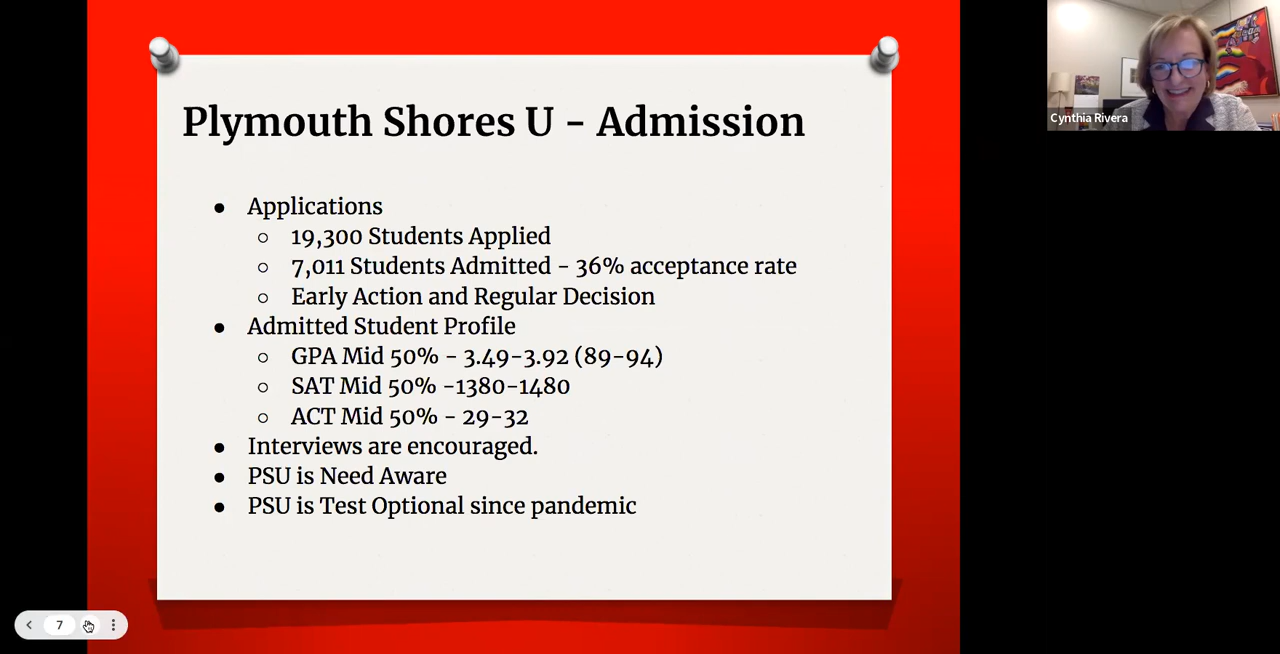 Plymouth Shores U - Admission
● Applications
○ 19,300 Students Applied
○ 7,011 Students Admitted - 36% acceptance rate
○ Early Action and Regular Decision
● Admitted Student Profile
○ GPA Mid 50% - 3.49-3.92 (89-94)
○ SAT Mid 50% -1380-1480
○ ACT Mid 50% - 29-32
● Interviews are encouraged.
● PSU is Need Aware
● PSU is Test Optional since pandemic
7
Cynthia Rivera